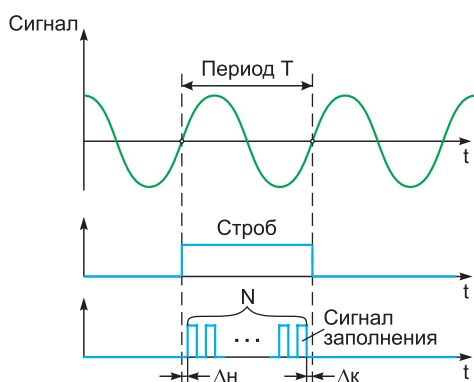 Сигнал
Период T
t
Строб
t
N
...
Сигнал
заполнения
Δн
Δк
t